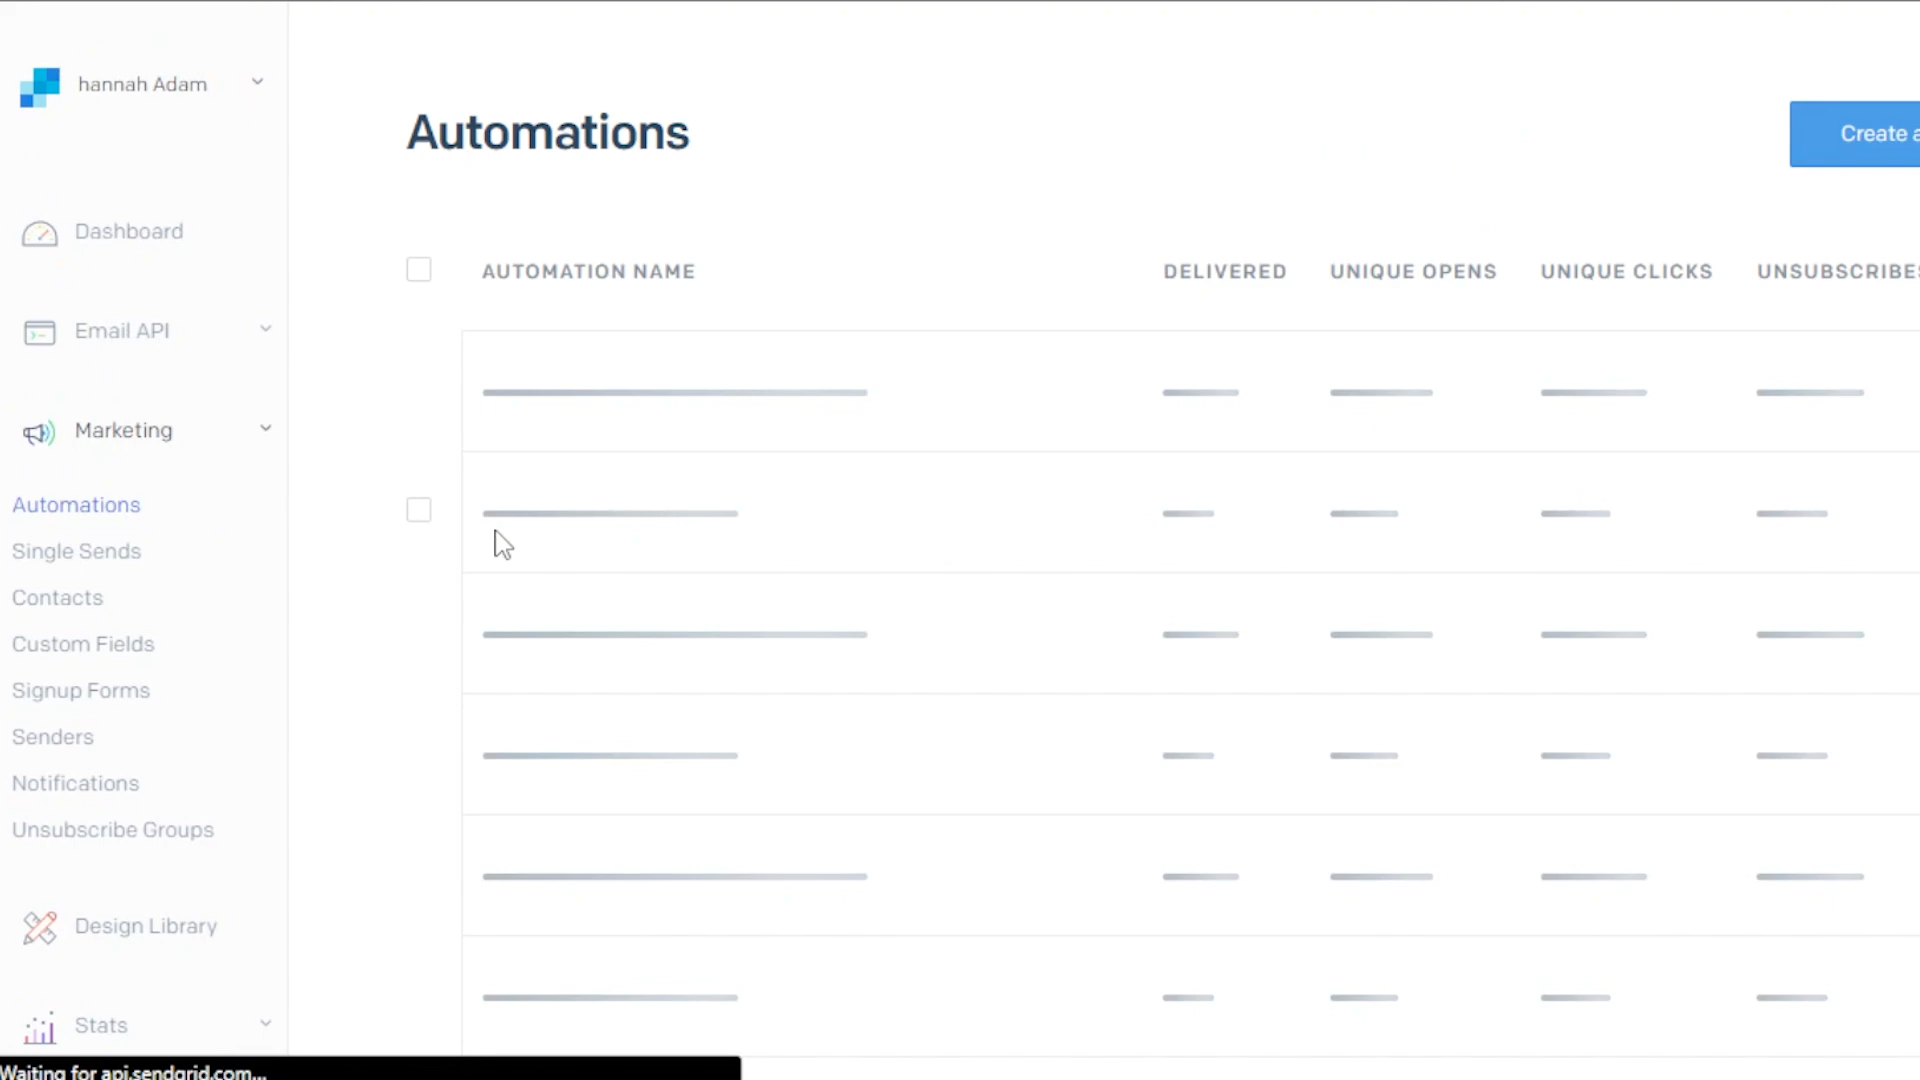 hannah Adam
Automations
Create a
Dashboard
AUTOMATION NAME
DELIVERED
UNIQUE OPENS
UNIQUE CLICKS
UNSUBSCRIBES
Email API
Marketing
Automations
Single Sends
Contacts
Custom Fields
Signup Forms
Senders
Notifications
Unsubscribe Groups
Design Library
Stats
Waiting for api.sendgrid.com...